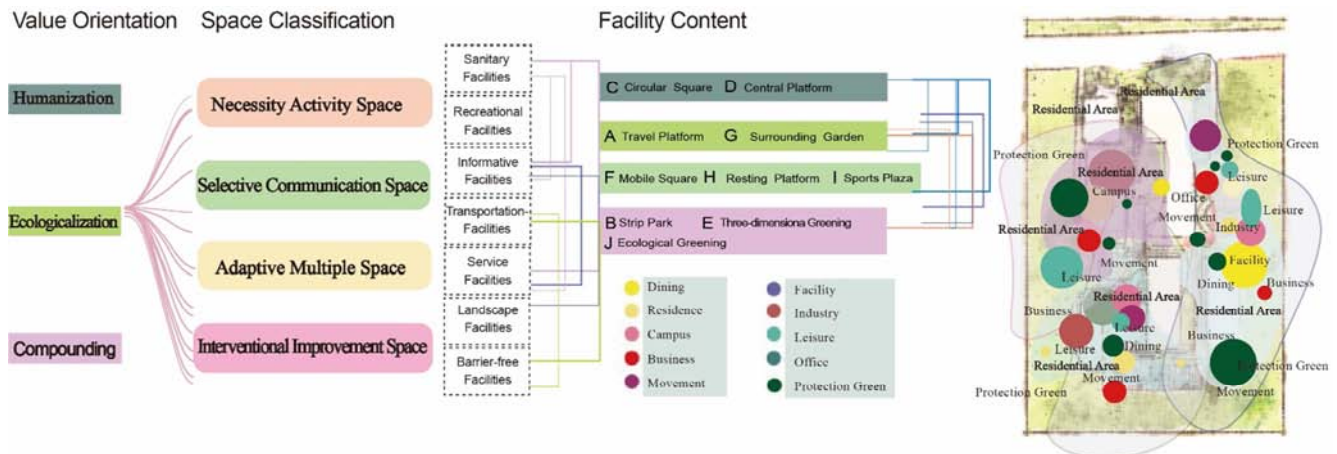 Value Orientation
Space Classification
Facility Content
Humanization
Ecologicalization
Compounding
Necessity Activity Space
Selective Communication Space
Adaptive Multiple Space
Interventional Improvement Space
Sanitary
Facilities
Recreational
Facilities
Informative
Facilities
Transportation-
Facilities
Service
Facilities
Landscape
Facilities
Barrier-free
Facilities
C Circular Square D Central Platform
A Travel Platform G Surrounding Garden
F Mobile Square H Resting Platform I Sports Plaza
B Strip Park E Three-dimensiona Greening
J Ecological Greening
Dining
Residence
Campus
Business
Movement
Facility
Industry
Leisure
Office
Protection Green
Residential Area
Residential Area
Protection Green
Protection Green
Residential Area
Leisure
Campus
Office
Movement
Leisure
Residential Area
Industry
Movement
Facility
Leisure
Dining
Business
Residential Area
Business
Residential Area
Leisure
Business
Dining
Leisure
Residential Area
Protection Green
Movement
Protection Green
Movement